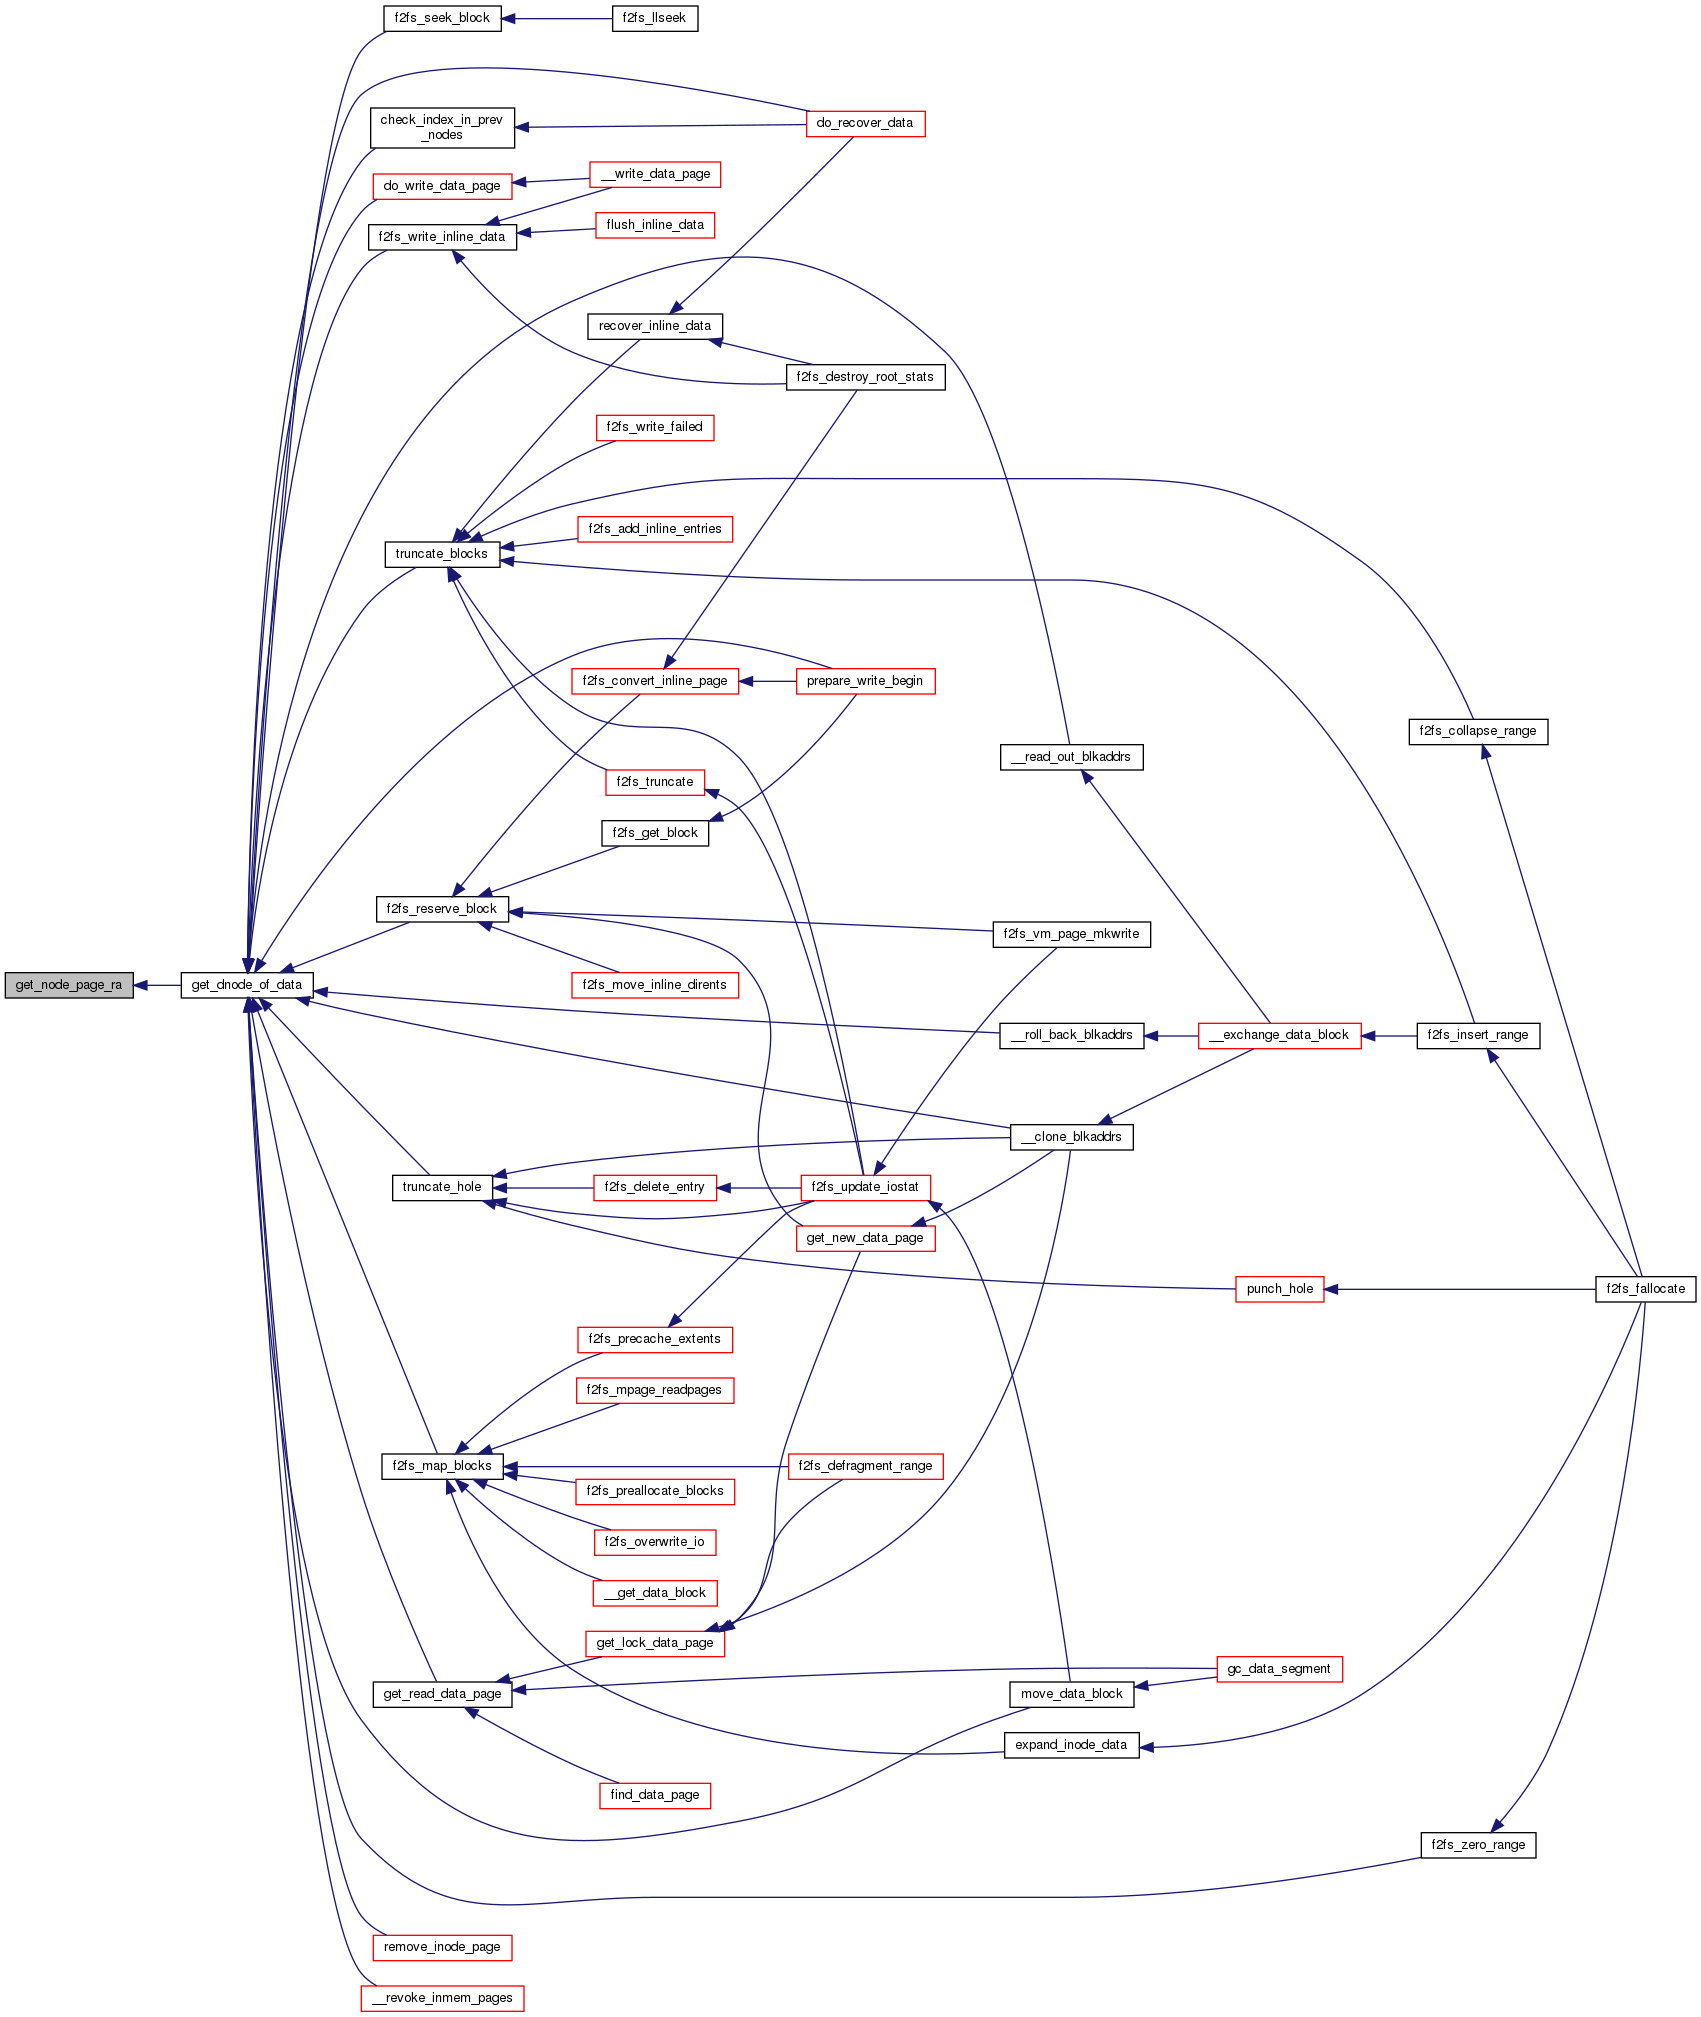 f2fs_seek_block
f2fs_llseek
check_index_in_prev
_nodes
do_recover_data
do_write_data_page
__write_data_page
f2fs_write_inline_data
flush_inline_data
recover_inline_data
f2fs_destroy_root_stats
f2fs_write_failed
f2fs_add_inline_entries
truncate_blocks
f2fs_convert_inline_page
prepare_write_begin
f2fs_collapse_range
__read_out_blkaddrs
f2fs_truncate
f2fs_get_block
f2fs_reserve_block
f2fs_vm_page_mkwrite
get_node_page_ra
get_dnode_of_data
f2fs_move_inline_dirents
__roll_back_blkaddrs
__exchange_data_block
f2fs_insert_range
__clone_blkaddrs
truncate_hole
f2fs_delete_entry
f2fs_update_iostat
get_new_data_page
punch_hole
f2fs_fallocate
f2fs_precache_extents
f2fs_mpage_readpages
f2fs_map_blocks
f2fs_defragment_range
f2fs_preallocate_blocks
f2fs_overwrite_io
__get_data_block
get_lock_data_page
gc_data_segment
get_read_data_page
move_data_block
expand_inode_data
find_data_page
f2fs_zero_range
remove_inode_page
__revoke_inmem_pages